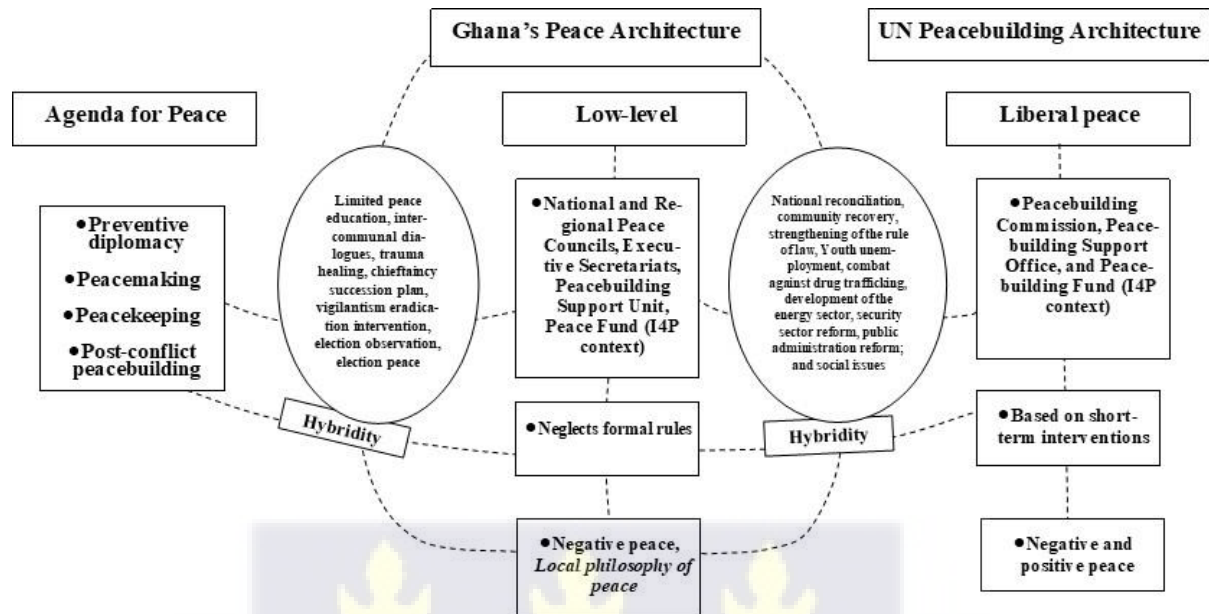 Ghana's Peace Architecture
UN Peacebuilding Architecture
Agenda for Peace
Low-level
Liberal peace
●Preventive
diplomacy
●Peacemaking
●Peacekeeping
●Post-conflict
peacebuilding
Limited peace
education, inter-
communal dia-
logues, trauma
healing, chieftaincy
succession plan,
vigilantism eradica-
tion intervention,
election observation,
election peace
●National and Re-
gional Peace
Councils, Execu-
tive Secretariats,
Peacebuilding
Support Unit,
Peace Fund (I4P
context)
National reconciliation,
community recovery,
strengthening of the rule
of law, Youth unem-
ployment, combat
against drug trafficking,
development of the
energy sector, security
sector reform, public
administration reform;
and social issues
●Peacebuilding
Commission, Peace-
building Support
Office, and Peace-
building Fund (I4P
context)
Hybridity
●Neglects formal rules
Hybridity
●Based on short-
term interventions
●Negative peace,
Local philosophy of
peace
●Negative and
positive peace